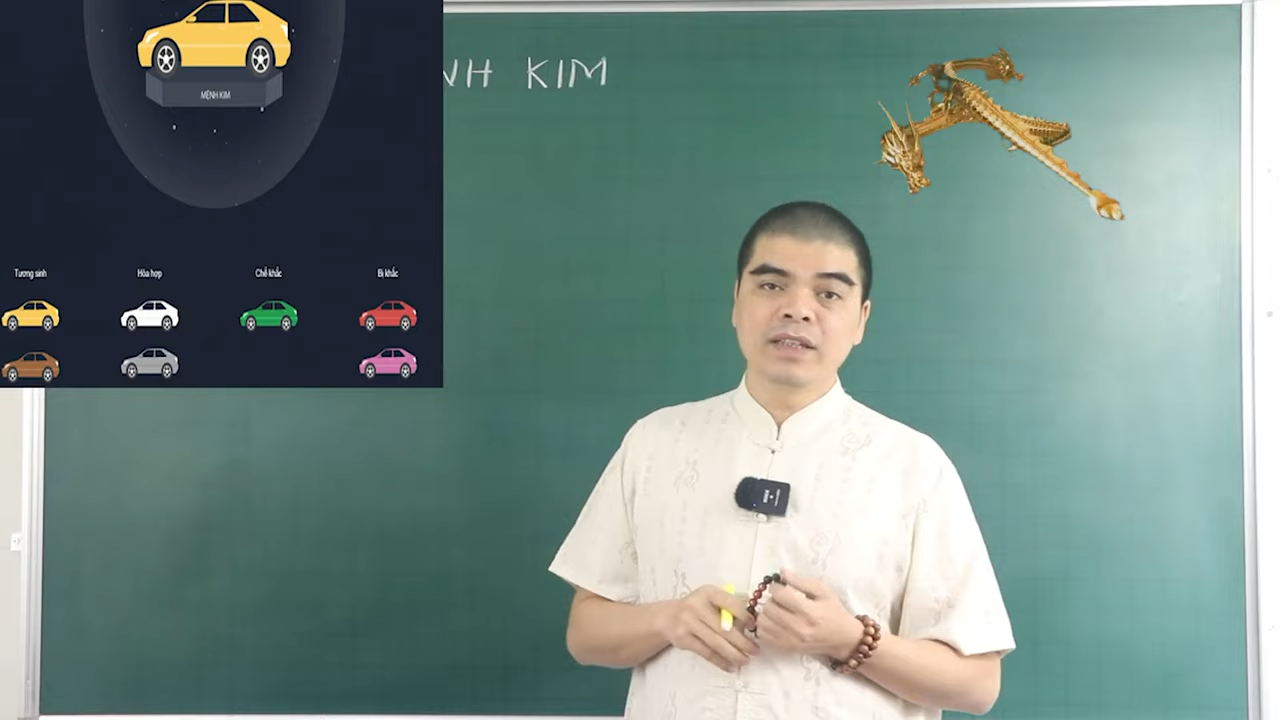 MỆNH KIM
NH KIM
Tương sinh
Hòa hợp
Chế khắc
Bị khắc